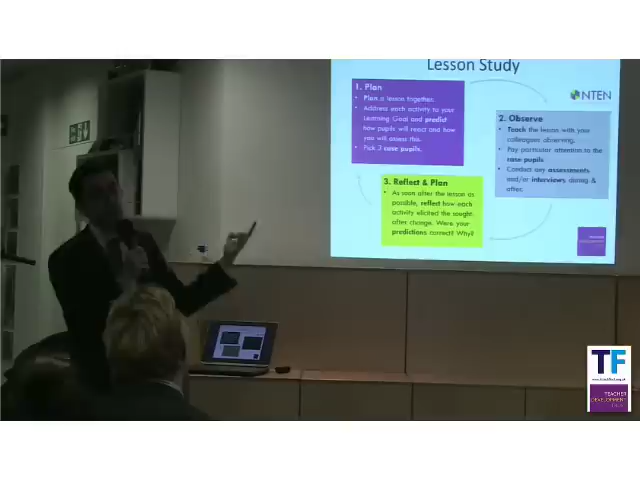 Lesson Study
1. Plan
• Plan a lesson together.
• Address each activity to your
Learning Goal and predict
how pupils will react and how
you will assess this.
• Pick 3 case pupils.
NTEN
2. Observe
• Teach the lesson with your
colleagues observing.
• Pay particular attention to the
case pupils
• Conduct any assessments
and/or interviews during &
after.
3. Reflect & Plan
• As soon after the lesson as
possible, reflect how each
activity elicited the sought
after change. Were your
predictions correct? Why?
TF
TEACHER
DEVELOPMENT
TRUST